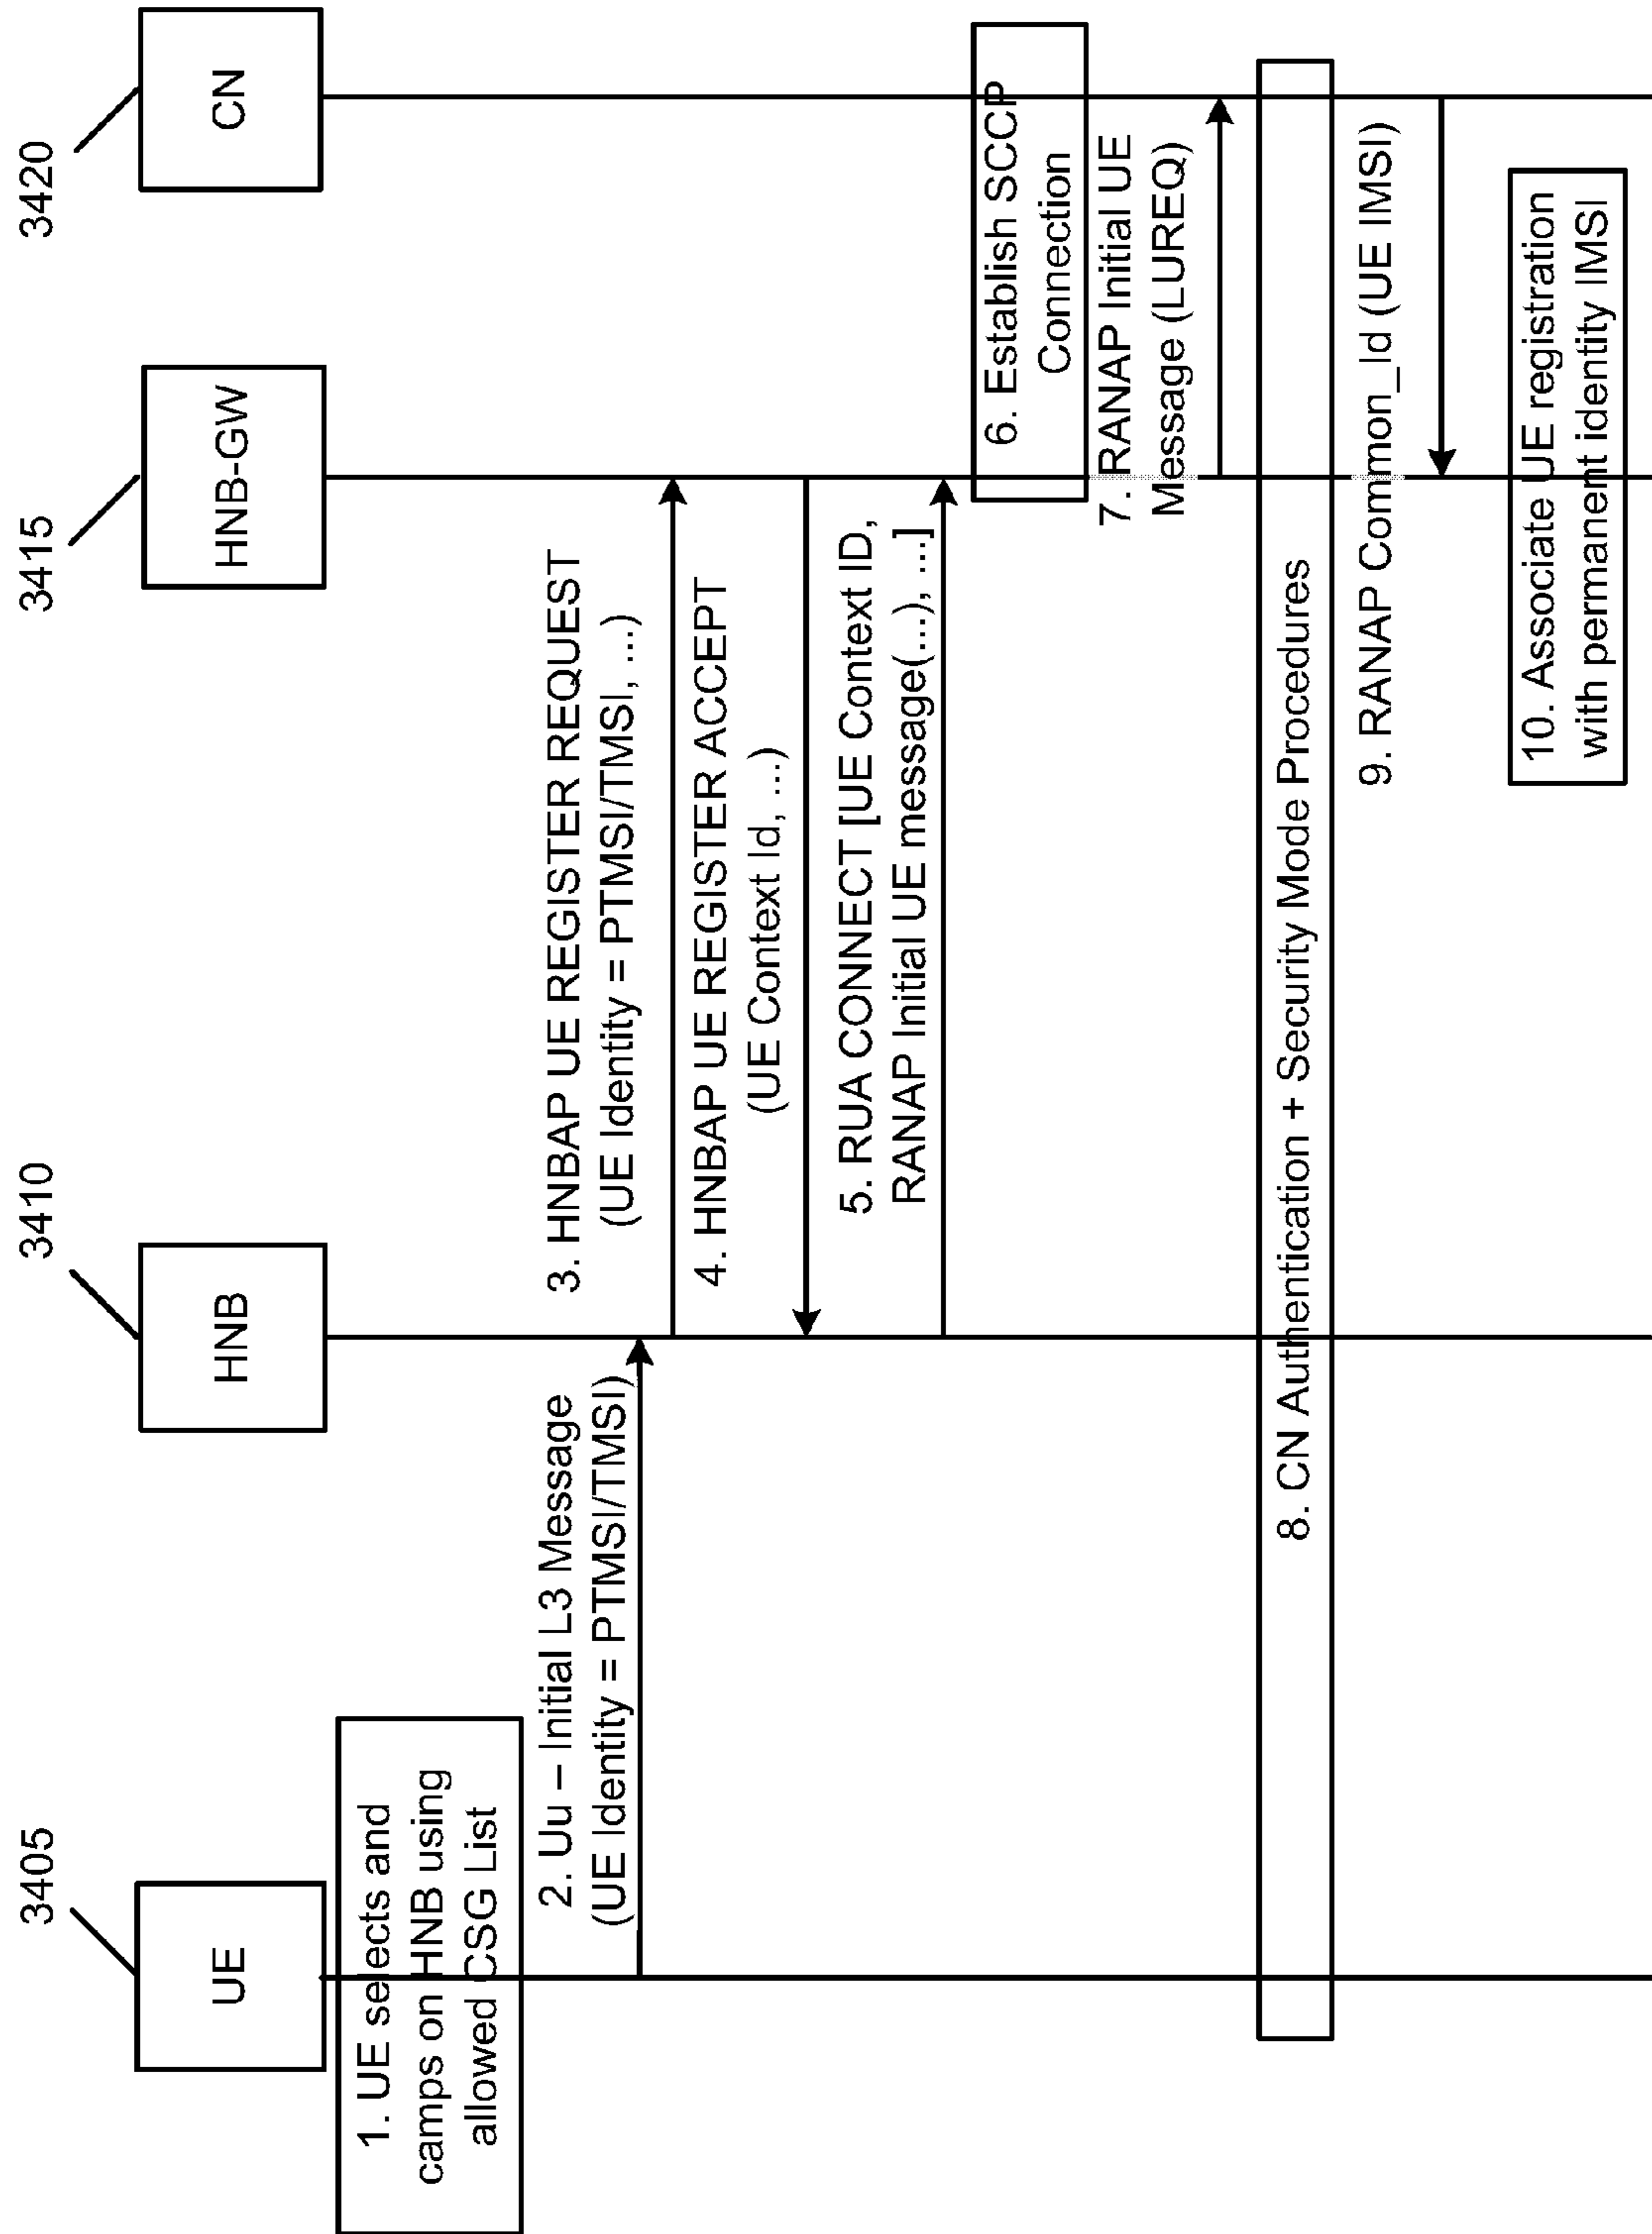 3405
3410
3415
3420
UE
HNB
HNB-GW
CN
1. UE selects and
camps on HNB using
allowed CSG List
2. Uu – Initial L3 Message
(UE Identity = PTMSI/TMSI)
3. HNBAP UE REGISTER REQUEST
(UE Identity = PTMSI/TMSI, ...)
4. HNBAP UE REGISTER ACCEPT
(UE Context Id, ...)
5. RUA CONNECT [UE Context ID,
RANAP Initial UE message(...), ...]
6. Establish SCCP
Connection
7. RANAP Initial UE
Message (LUREQ)
8. CN Authentication + Security Mode Procedures
9. RANAP Common_Id (UE IMSI)
10. Associate UE registration
with permanent identity IMSI